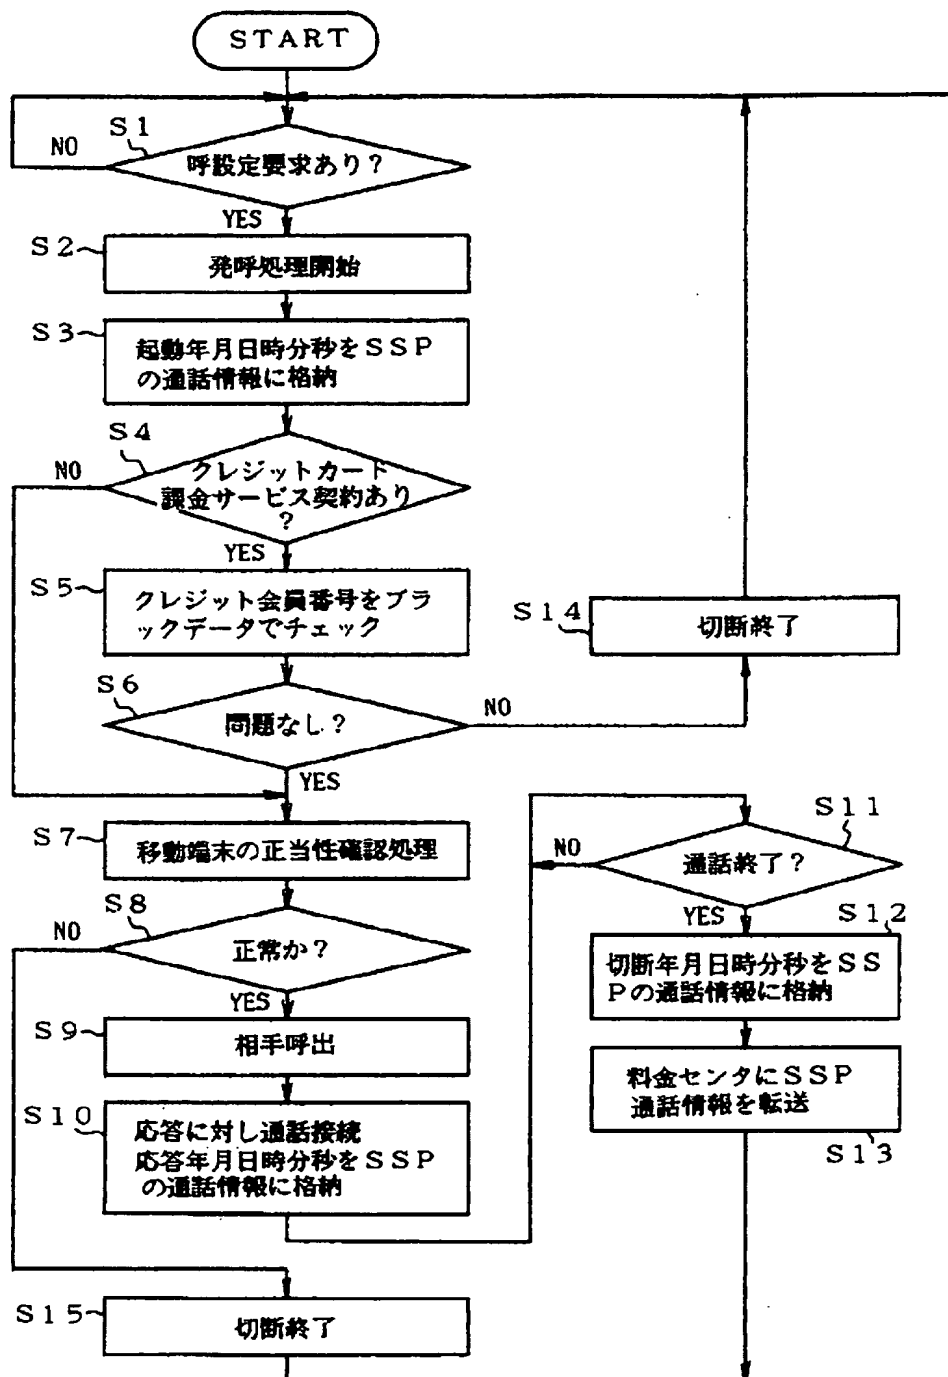 START
S1
NO
呼設定要求あり?
YES
S2
発呼処理開始
S3
起動年月日時分秒をSSP
の通話情報に格納
S4
NO
クレジットカード
課金サービス契約あり
?
YES
S5
クレジット会員番号をブラ
ックデータでチェック
S14
切断終了
S6
問題なし?
NO
YES
S7
移動端末の正当性確認処理
S11
NO
通話終了?
YES
S8
NO
正常か?
YES
S12
切断年月日時分秒をSS
Pの通話情報に格納
S9
相手呼出
料金センタにSSP
通話情報を転送
S13
S10
応答に対し通話接続
応答年月日時分秒をSSP
の通話情報に格納
S15
切断終了